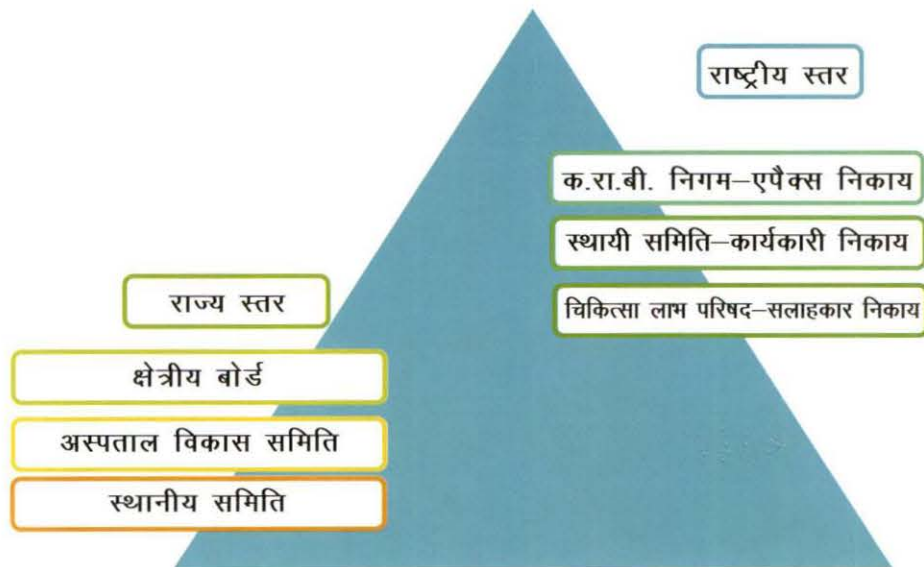 राष्ट्रीय स्तर
क.रा.बी. निगम–एपैक्स निकाय
स्थायी समिति–कार्यकारी निकाय
चिकित्सा लाभ परिषद–सलाहकार निकाय
राज्य स्तर
क्षेत्रीय बोर्ड
अस्पताल विकास समिति
स्थानीय समिति